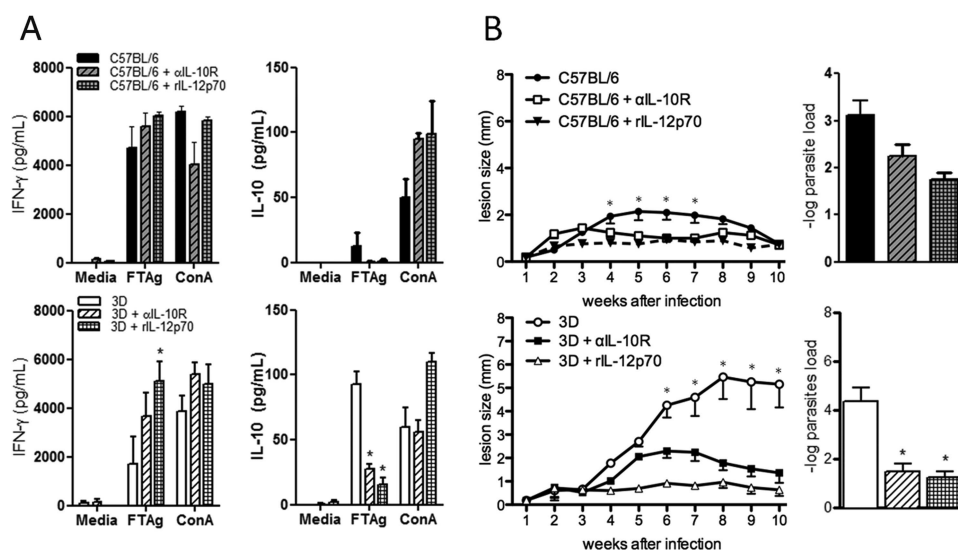 A
C57BL/6
C57BL/6 + αIL-10R
C57BL/6 + rIL-12p70
IFN-γ (pg/mL)
8000
6000
4000
2000
0
Media FTAg ConA
IL-10 (pg/mL)
150
100
50
0
Media FTAg ConA
3D
3D + αIL-10R
3D + rIL-12p70
IFN-γ (pg/mL)
8000
6000
4000
2000
0
*
Media FTAg ConA
IL-10 (pg/mL)
150
100
50
0
* *
Media FTAg ConA
B
C57BL/6
C57BL/6 + αIL-10R
C57BL/6 + rIL-12p70
lesion size (mm)
8
6
4
2
0
* * * *
1 2 3 4 5 6 7 8 9 10
weeks after infection
-log parasite load
4
3
2
1
0
3D
3D + αIL-10R
3D + rIL-12p70
lesion size (mm)
8
7
6
5
4
3
2
1
0
* * * * *
1 2 3 4 5 6 7 8 9 10
weeks after infection
-log parasites load
8
6
4
2
0
* *